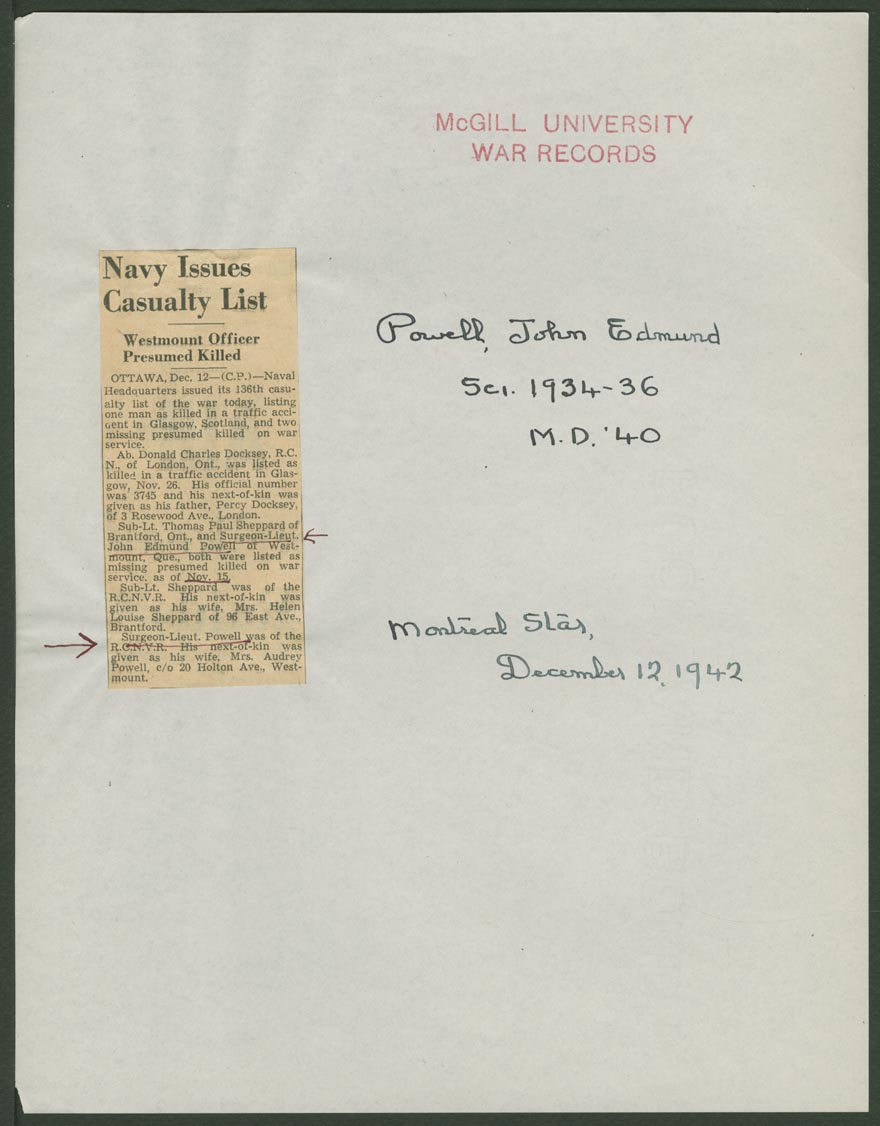 McGILL UNIVERSITY
WAR RECORDS
Navy Issues
Casualty List
Westmount Officer
Presumed Killed
OTTAWA, Dec. 12—(C.P.)—Naval
Headquarters issued its 136th casu-
alty list of the war today, listing
one man as killed in a traffic acci-
dent in Glasgow, Scotland, and two
missing presumed killed on war
service.
Ab. Donald Charles Docksey, R.C.
N., of London, Ont., was listed as
killed in a traffic accident in Glas-
gow, Nov. 26. His official number
was 3745 and his next-of-kin was
given as his father, Percy Docksey,
of 3 Rosewood Ave., London.
Sub-Lt. Thomas Paul Sheppard of
Brantford, Ont., and Surgeon-Lieut.
John Edmund Powell of West-
mount, Que., both were listed as
missing presumed killed on war
service. as of Nov. 15.
Sub-Lt. Sheppard was of the
R.C.N.V.R. His next-of-kin was
given as his wife, Mrs. Helen
Louise Sheppard of 96 East Ave.,
Brantford.
Surgeon-Lieut. Powell was of the
R.C.N.V.R. His next-of-kin was
given as his wife, Mrs. Audrey
Powell, c/o 20 Holton Ave., West-
mount.
Powell, John Edmund
Sci. 1934-36
M.D. '40
Montreal Star,
December 12, 1942